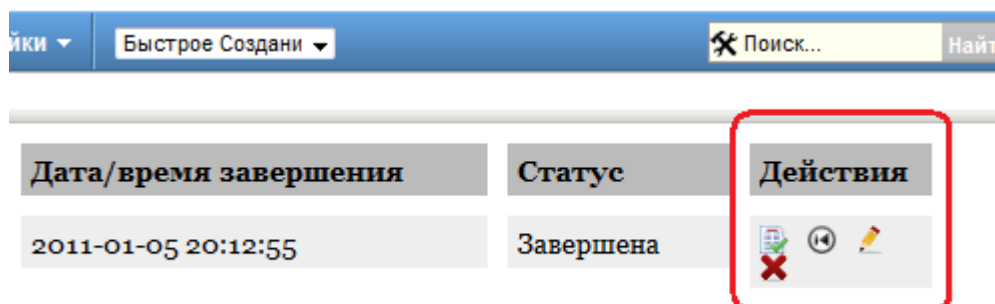 йки Быстрое Создани Поиск... Найт
Дата/время завершения Статус Действия
2011-01-05 20:12:55 Завершена